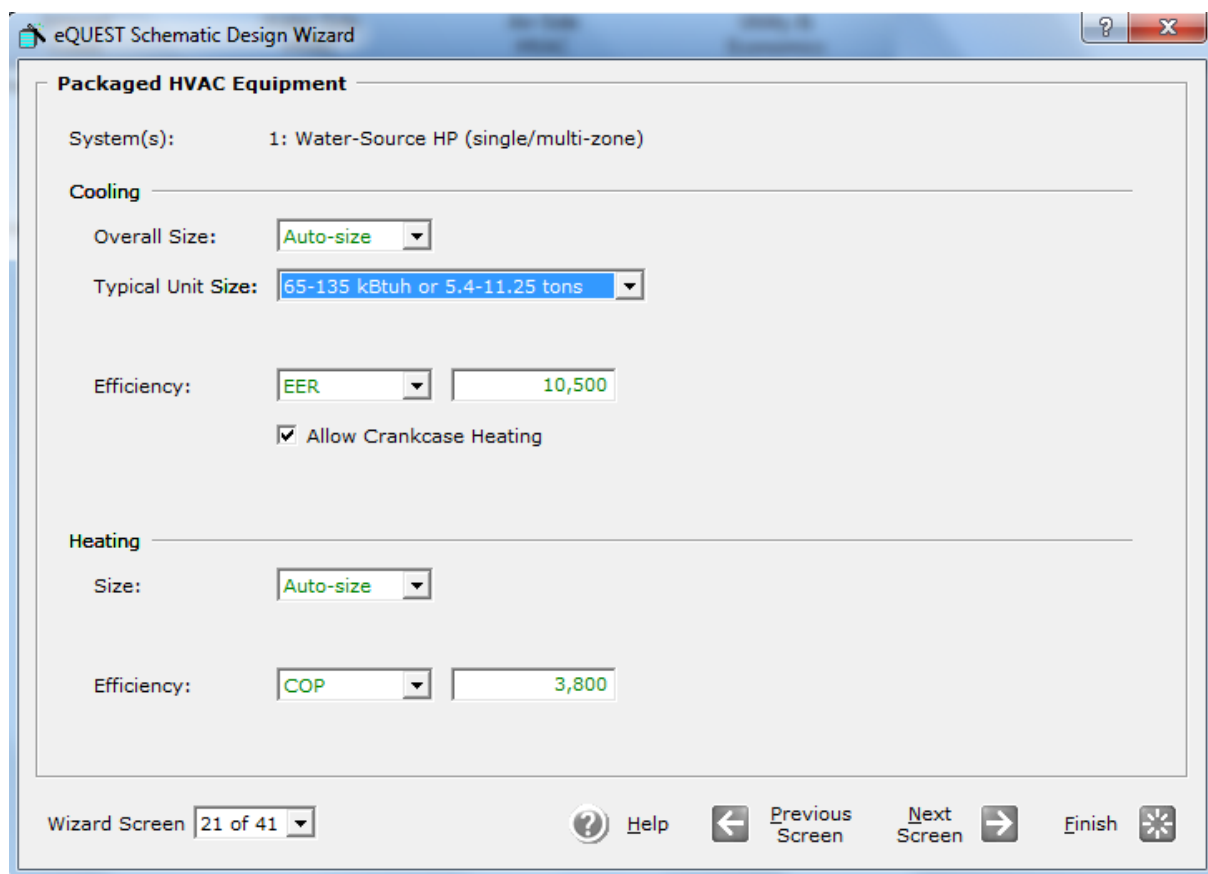 eQUEST Schematic Design Wizard
Packaged HVAC Equipment
System(s): 1: Water-Source HP (single/multi-zone)
Cooling
Overall Size: Auto-size
Typical Unit Size: 65-135 kBtuh or 5.4-11.25 tons
Efficiency: EER 10,500
Allow Crankcase Heating
Heating
Size: Auto-size
Efficiency: COP 3,800
Wizard Screen 21 of 41 Help Previous Screen Next Screen Finish